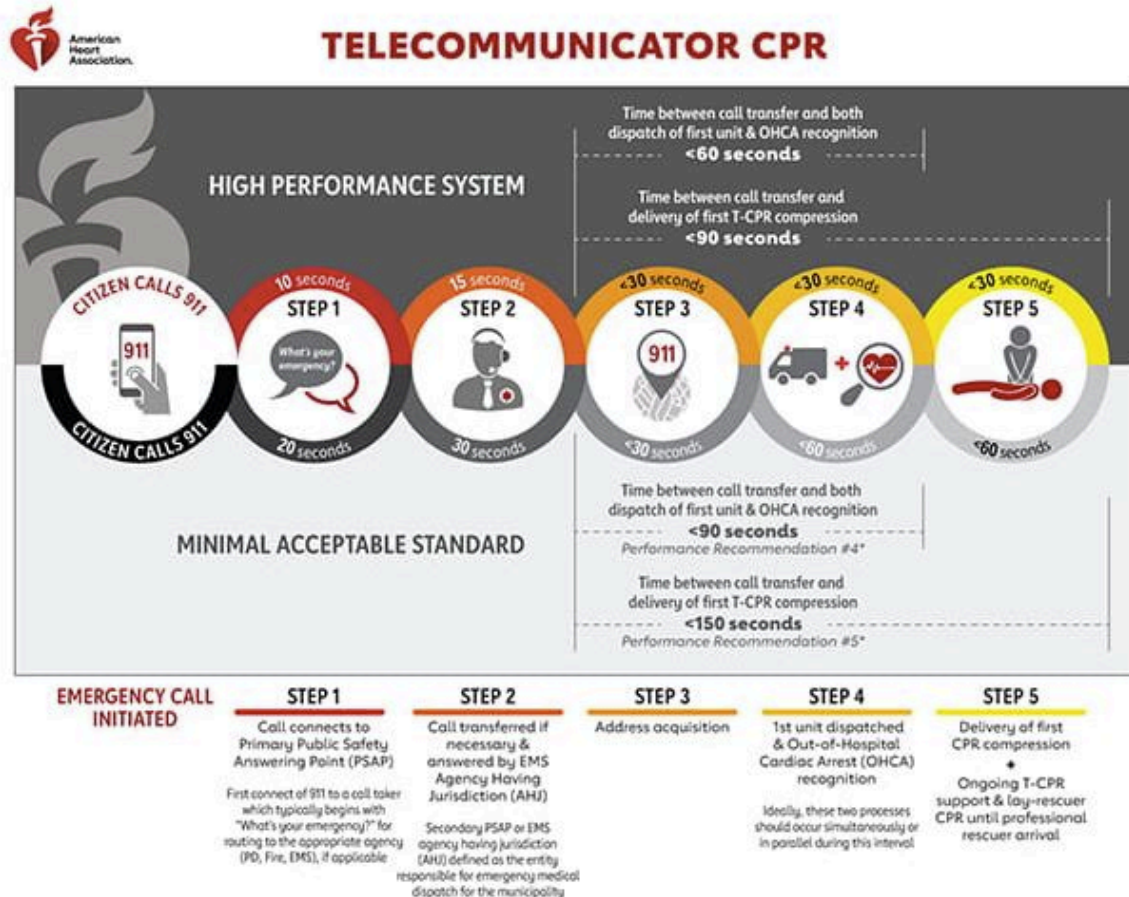 American
Heart
Association.
TELECOMMUNICATOR CPR
Time between call transfer and both
dispatch of first unit & OHCA recognition
<60 seconds
HIGH PERFORMANCE SYSTEM
Time between call transfer and
delivery of first T-CPR compression
<90 seconds
CITIZEN CALLS 911
911
CITIZEN CALLS 911
10 seconds
STEP 1
What's your
emergency?
20 seconds
15 seconds
STEP 2
30 seconds
<30 seconds
STEP 3
911
<30 seconds
<30 seconds
STEP 4
+
<60 seconds
<30 seconds
STEP 5
<60 seconds
MINIMAL ACCEPTABLE STANDARD
Time between call transfer and both
dispatch of first unit & OHCA recognition
<90 seconds
Performance Recommendation #4*
Time between call transfer and
delivery of first T-CPR compression
<150 seconds
Performance Recommendation #5*
EMERGENCY CALL
INITIATED
STEP 1
Call connects to
Primary Public Safety
Answering Point (PSAP)
First connect of 911 to a call taker
which typically begins with
"What's your emergency?" for
routing to the appropriate agency
(PD, Fire, EMS), if applicable
STEP 2
Call transferred if
necessary &
answered by EMS
Agency Having
Jurisdiction (AHJ)
Secondary PSAP or EMS
agency having jurisdiction
(AHJ) defined as the entity
responsible for emergency medical
dispatch for the municipality
STEP 3
Address acquisition
STEP 4
1st unit dispatched
& Out-of-Hospital
Cardiac Arrest (OHCA)
recognition
Ideally, these two processes
should occur simultaneously or
in parallel during this interval
STEP 5
Delivery of first
CPR compression
+
Ongoing T-CPR
support & lay-rescuer
CPR until professional
rescuer arrival